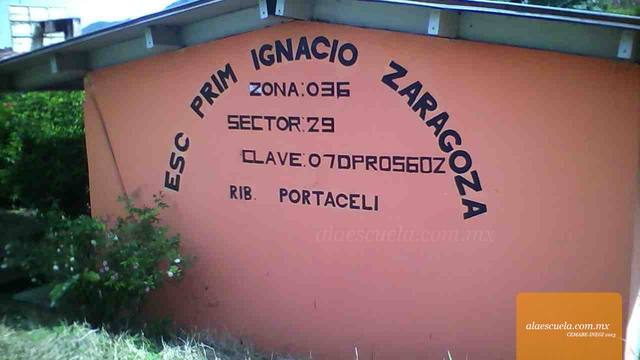 ESC PRIM IGNACIO ZARAGOZA
ZONA:036
SECTOR:29
CLAVE:07DPR0560Z
RIB. PORTACELI
alaescuela.com.mx
alaescuela.com.mx
CEMABE-INEGI 2013